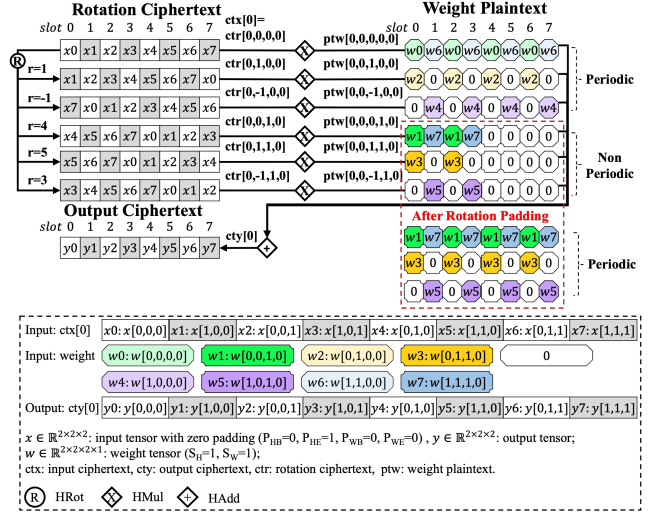 Rotation Ciphertext ctx[0]= Weight Plaintext
slot 0 1 2 3 4 5 6 7 slot 0 1 2 3 4 5 6 7
x0 x1 x2 x3 x4 x5 x6 x7 ctr[0,0,0,0] X ptw[0,0,0,0,0] w0 w6 w0 w6 w0 w6 w0 w6
R r=1 x1 x2 x3 x4 x5 x6 x7 x0 ctr[0,1,0,0] X ptw[0,0,1,0,0] w2 0 w2 0 w2 0 w2 0 Periodic
r=-1 x7 x0 x1 x2 x3 x4 x5 x6 ctr[0,-1,0,0] X ptw[0,0,-1,0,0] 0 w4 0 w4 0 w4 0 w4
r=4 x4 x5 x6 x7 x0 x1 x2 x3 ctr[0,0,1,0] X ptw[0,0,0,1,0] w1 w7 w1 w7 0 0 0 0
r=5 x5 x6 x7 x0 x1 x2 x3 x4 ctr[0,1,1,0] X ptw[0,0,1,1,0] w3 0 w3 0 0 0 0 0 Non Periodic
r=3 x3 x4 x5 x6 x7 x0 x1 x2 ctr[0,-1,1,0] X ptw[0,0,-1,1,0] 0 w5 0 w5 0 0 0 0
Output Ciphertext After Rotation Padding
slot 0 1 2 3 4 5 6 7
y0 y1 y2 y3 y4 y5 y6 y7 cty[0] + w1 w7 w1 w7 w1 w7 w1 w7
w3 0 w3 0 w3 0 w3 0 Periodic
0 w5 0 w5 0 w5 0 w5
Input: ctx[0] x0: x[0,0,0] x1: x[1,0,0] x2: x[0,0,1] x3: x[1,0,1] x4: x[0,1,0] x5: x[1,1,0] x6: x[0,1,1] x7: x[1,1,1]
Input: weight w0: w[0,0,0,0] w1: w[0,0,1,0] w2: w[0,1,0,0] w3: w[0,1,1,0] 0
w4: w[1,0,0,0] w5: w[1,0,1,0] w6: w[1,1,0,0] w7: w[1,1,1,0]
Output: cty[0] y0: y[0,0,0] y1: y[1,0,0] y2: y[0,0,1] y3: y[1,0,1] y4: y[0,1,0] y5: y[1,1,0] y6: y[0,1,1] y7: y[1,1,1]
x ∈ ℝ²ˣ²ˣ²: input tensor with zero padding (P_HB=0, P_HE=1, P_WB=0, P_WE=0) , y ∈ ℝ²ˣ²ˣ²: output tensor;
w ∈ ℝ²ˣ²ˣ²ˣ¹: weight tensor (S_H=1, S_W=1);
ctx: input ciphertext, cty: output ciphertext, ctr: rotation ciphertext, ptw: weight plaintext.
R HRot X HMul + HAdd